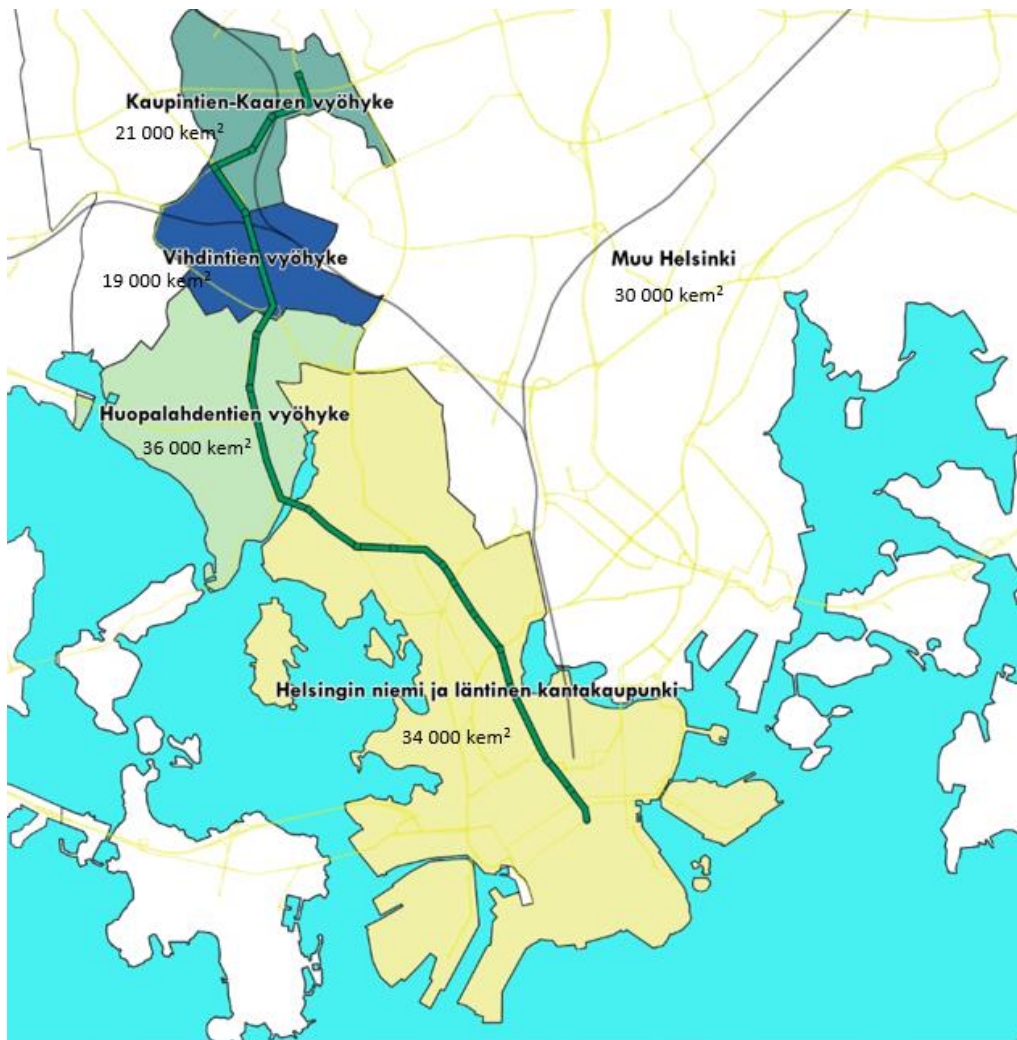 Kaupintien-Kaaren vyöhyke
21 000 kem²
Vihdintien vyöhyke
19 000 kem²
Muu Helsinki
30 000 kem²
Huopalahdentien vyöhyke
36 000 kem²
Helsingin niemi ja läntinen kantakaupunki
34 000 kem²